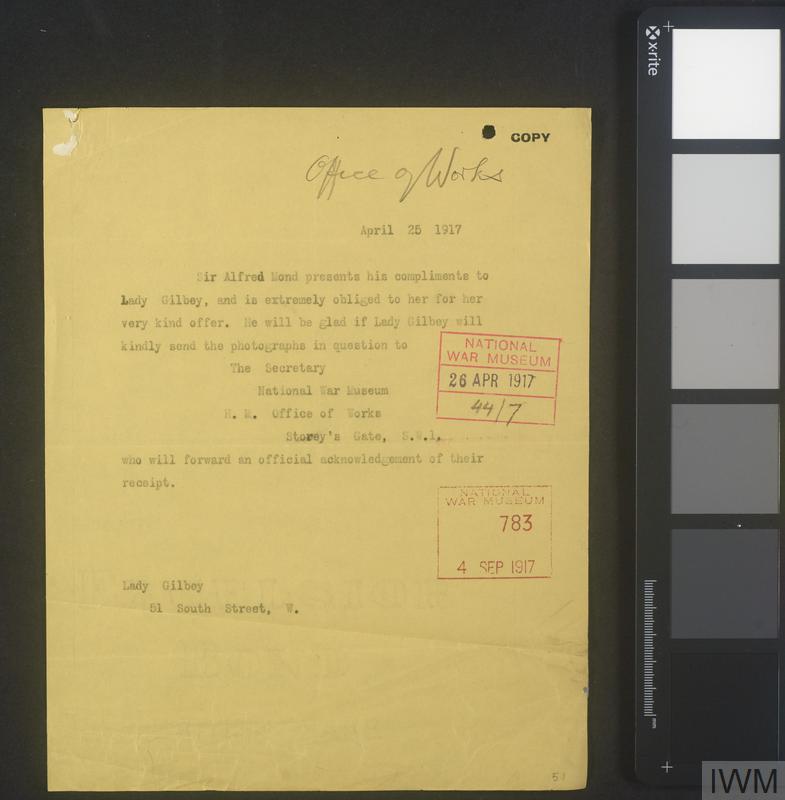 x·rite
COPY
Office of Works
April 25 1917
Sir Alfred Mond presents his compliments to
Lady Gilbey, and is extremely obliged to her for her
very kind offer. He will be glad if Lady Gilbey will
kindly send the photographs in question to
The Secretary
National War Museum
H. M. Office of Works
Storey's Gate, S.W.1.
who will forward an official acknowledgement of their
receipt.
NATIONAL
WAR MUSEUM
26 APR 1917
44/7
NATIONAL
WAR MUSEUM
783
4 SEP 1917
Lady Gilbey
51 South Street, W.
51
mm
IWM